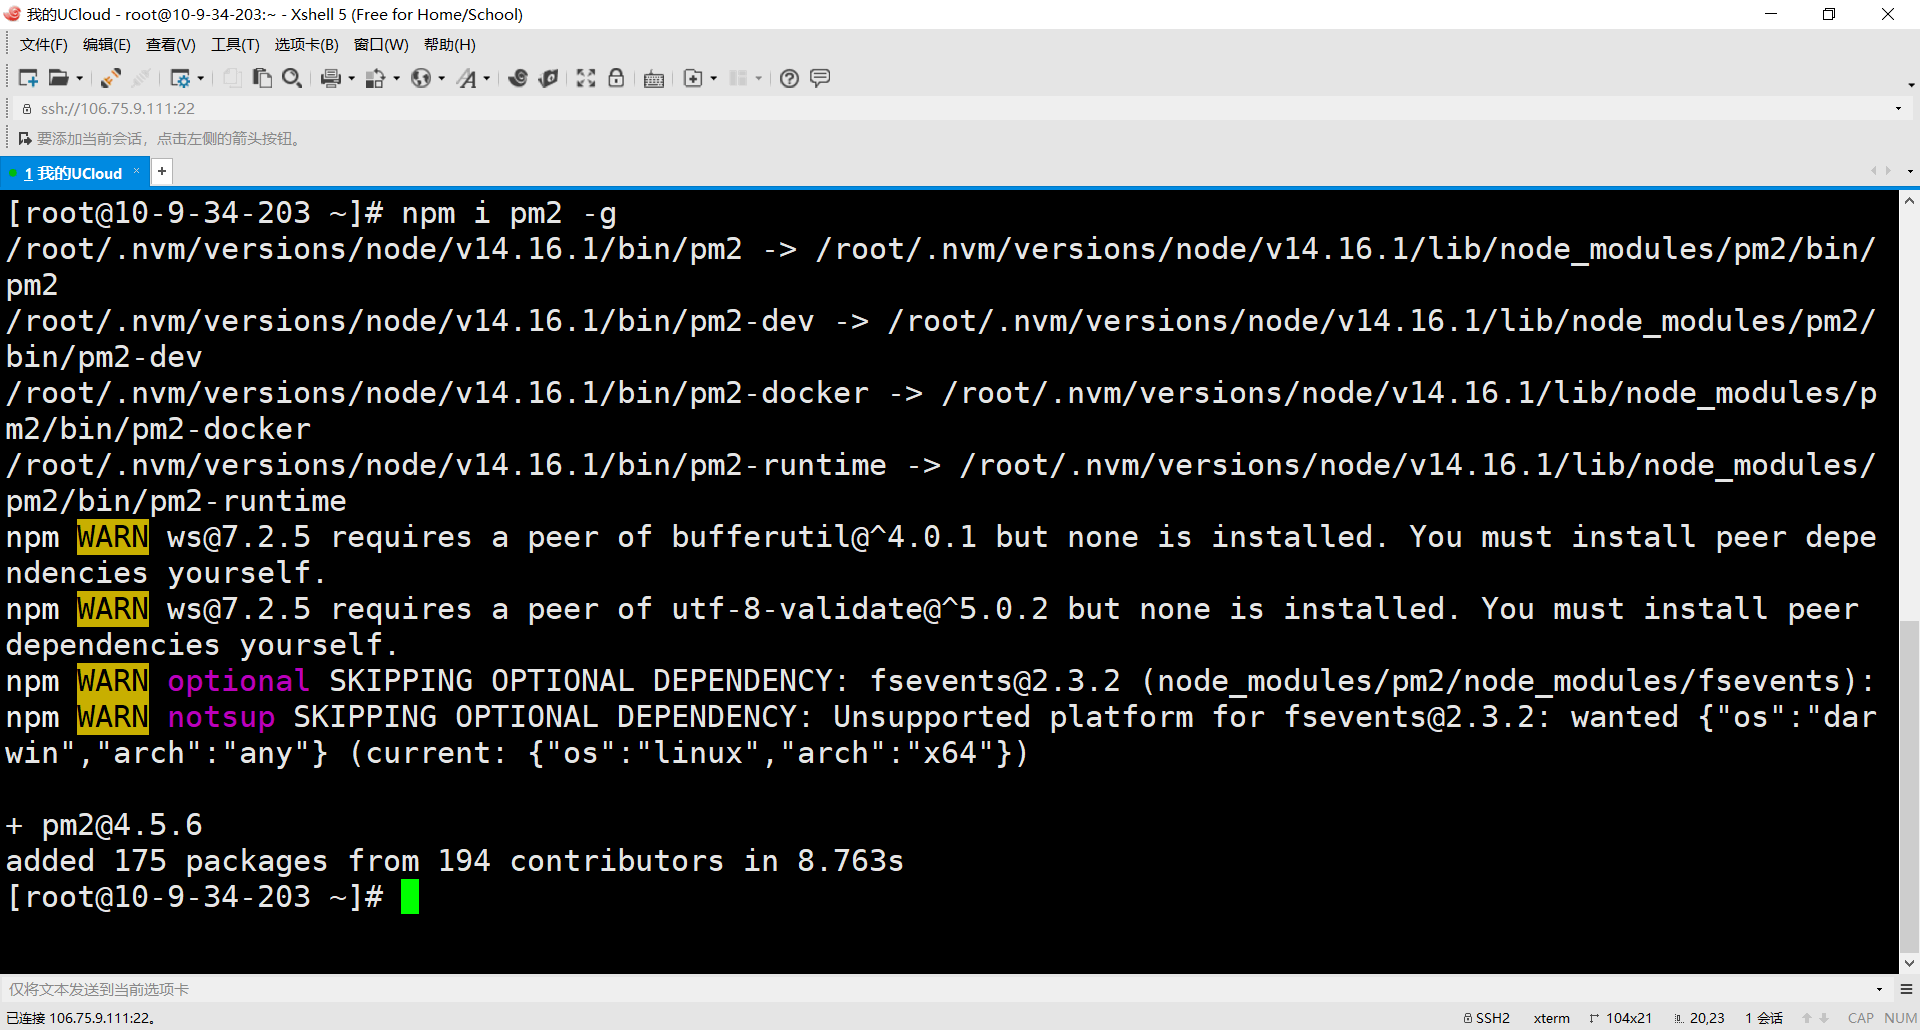 我的UCloud - root@10-9-34-203:~ - Xshell 5 (Free for Home/School)
文件(F) 编辑(E) 查看(V) 工具(T) 选项卡(B) 窗口(W) 帮助(H)
ssh://106.75.9.111:22
要添加当前会话，点击左侧的箭头按钮。
1 我的UCloud × +
[root@10-9-34-203 ~]# npm i pm2 -g
/root/.nvm/versions/node/v14.16.1/bin/pm2 -> /root/.nvm/versions/node/v14.16.1/lib/node_modules/pm2/bin/
pm2
/root/.nvm/versions/node/v14.16.1/bin/pm2-dev -> /root/.nvm/versions/node/v14.16.1/lib/node_modules/pm2/
bin/pm2-dev
/root/.nvm/versions/node/v14.16.1/bin/pm2-docker -> /root/.nvm/versions/node/v14.16.1/lib/node_modules/p
m2/bin/pm2-docker
/root/.nvm/versions/node/v14.16.1/bin/pm2-runtime -> /root/.nvm/versions/node/v14.16.1/lib/node_modules/
pm2/bin/pm2-runtime
npm WARN ws@7.2.5 requires a peer of bufferutil@^4.0.1 but none is installed. You must install peer depe
ndencies yourself.
npm WARN ws@7.2.5 requires a peer of utf-8-validate@^5.0.2 but none is installed. You must install peer
dependencies yourself.
npm WARN optional SKIPPING OPTIONAL DEPENDENCY: fsevents@2.3.2 (node_modules/pm2/node_modules/fsevents):
npm WARN notsup SKIPPING OPTIONAL DEPENDENCY: Unsupported platform for fsevents@2.3.2: wanted {"os":"dar
win","arch":"any"} (current: {"os":"linux","arch":"x64"})
+ pm2@4.5.6
added 175 packages from 194 contributors in 8.763s
[root@10-9-34-203 ~]#
仅将文本发送到当前选项卡
已连接 106.75.9.111:22。 SSH2 xterm 104x21 20,23 1 会话 CAP NUM